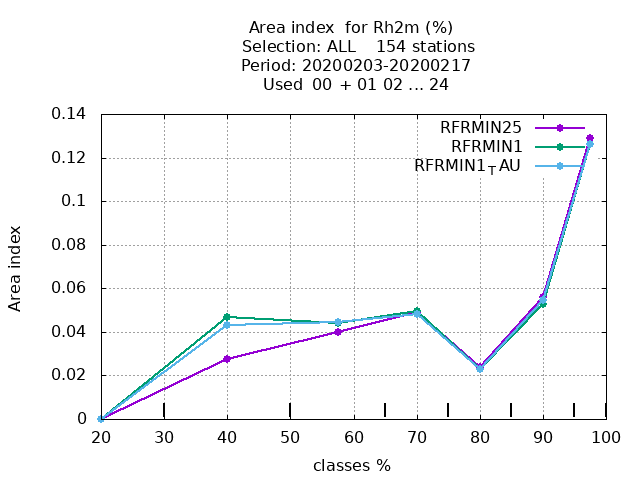 Area index  for Rh2m (%)
Selection: ALL    154 stations
Period: 20200203-20200217
Used  00 + 01 02 ... 24
RFRMIN25
RFRMIN1
RFRMIN1TAU
0.14
0.12
0.1
0.08
0.06
0.04
0.02
0
Area index
20 30 40 50 60 70 80 90 100
classes %